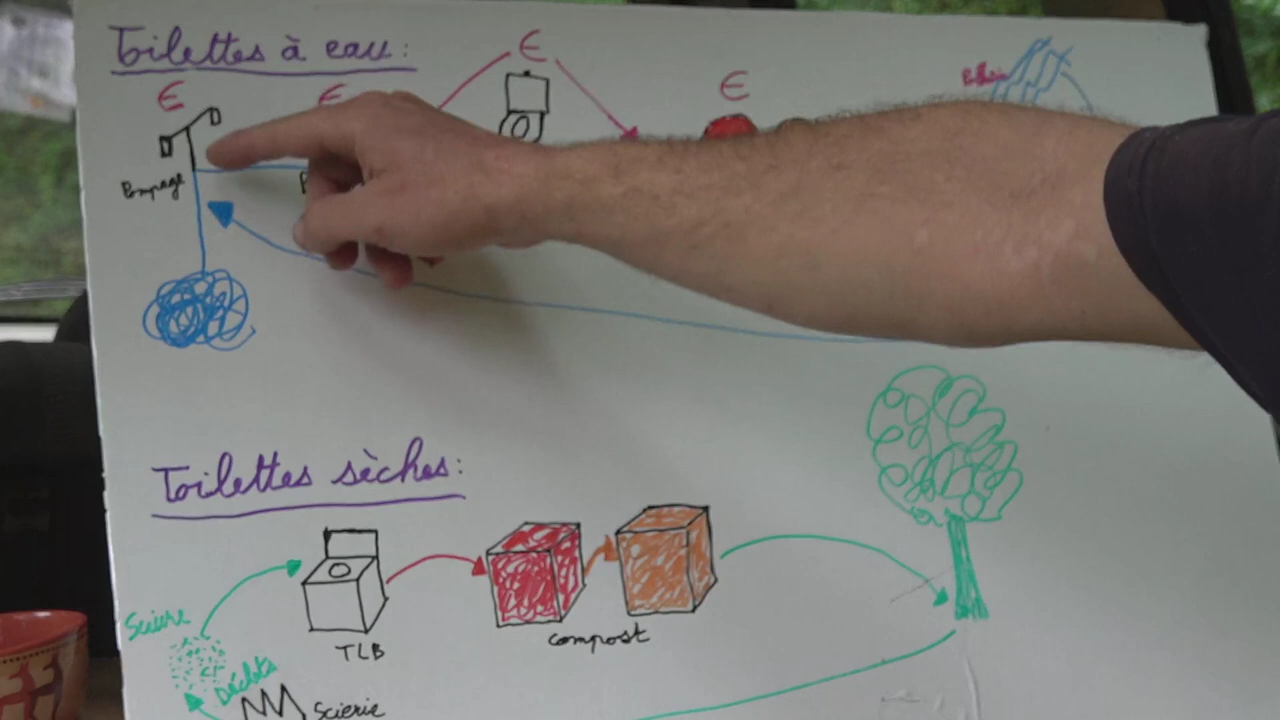 Toilettes à eau:
€ € € €
Pompage
Toilettes sèches:
Sciure
Déchets
TLB
compost
Scierie